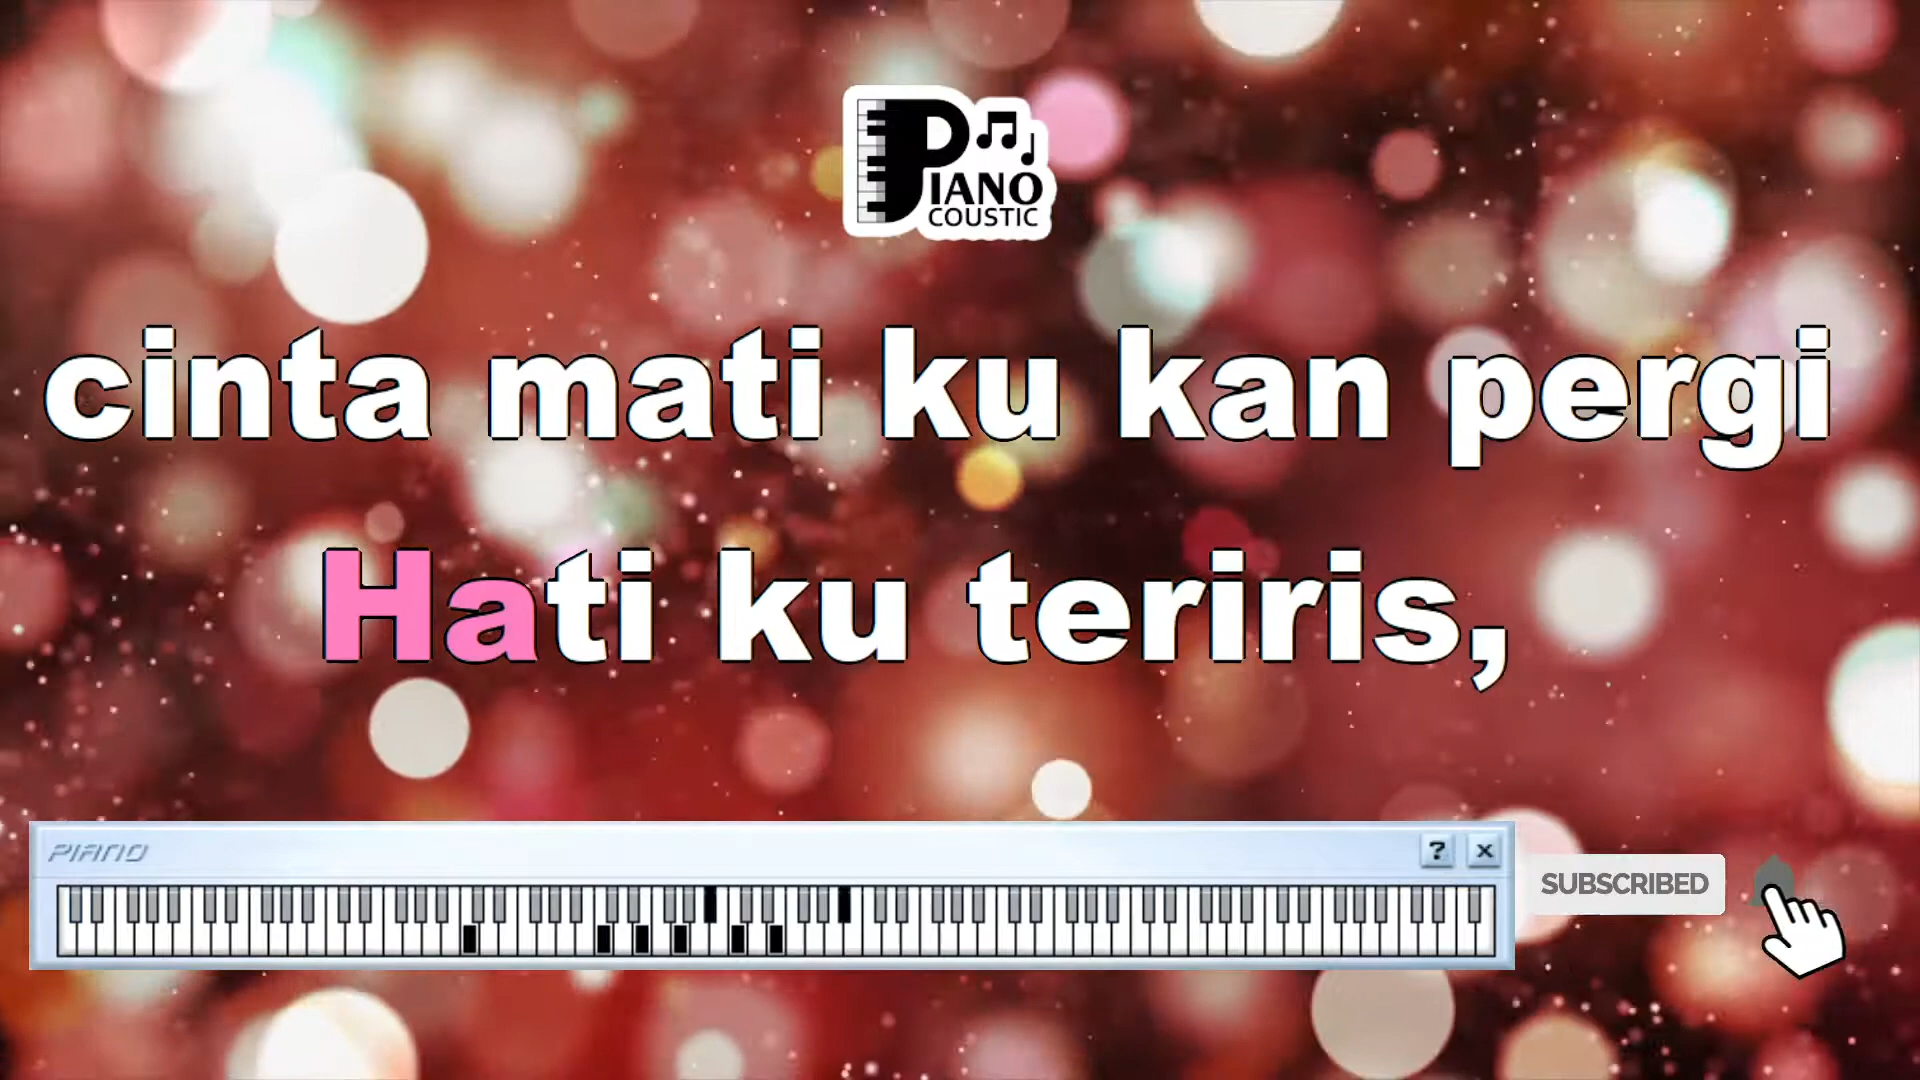 PIANO
COUSTIC
cinta mati ku kan pergi
Hati ku teriris,
PIANO
?
x
SUBSCRIBED